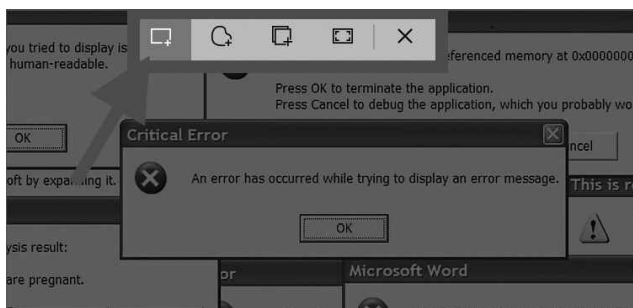 you tried to display is
human-readable.
OK
oft by expanding it.
ysis result:
are pregnant.
eferenced memory at 0x0000000
Press OK to terminate the application.
Press Cancel to debug the application, which you probably wo
ncel
Critical Error
An error has occurred while trying to display an error message.
OK
This is r
or
Microsoft Word